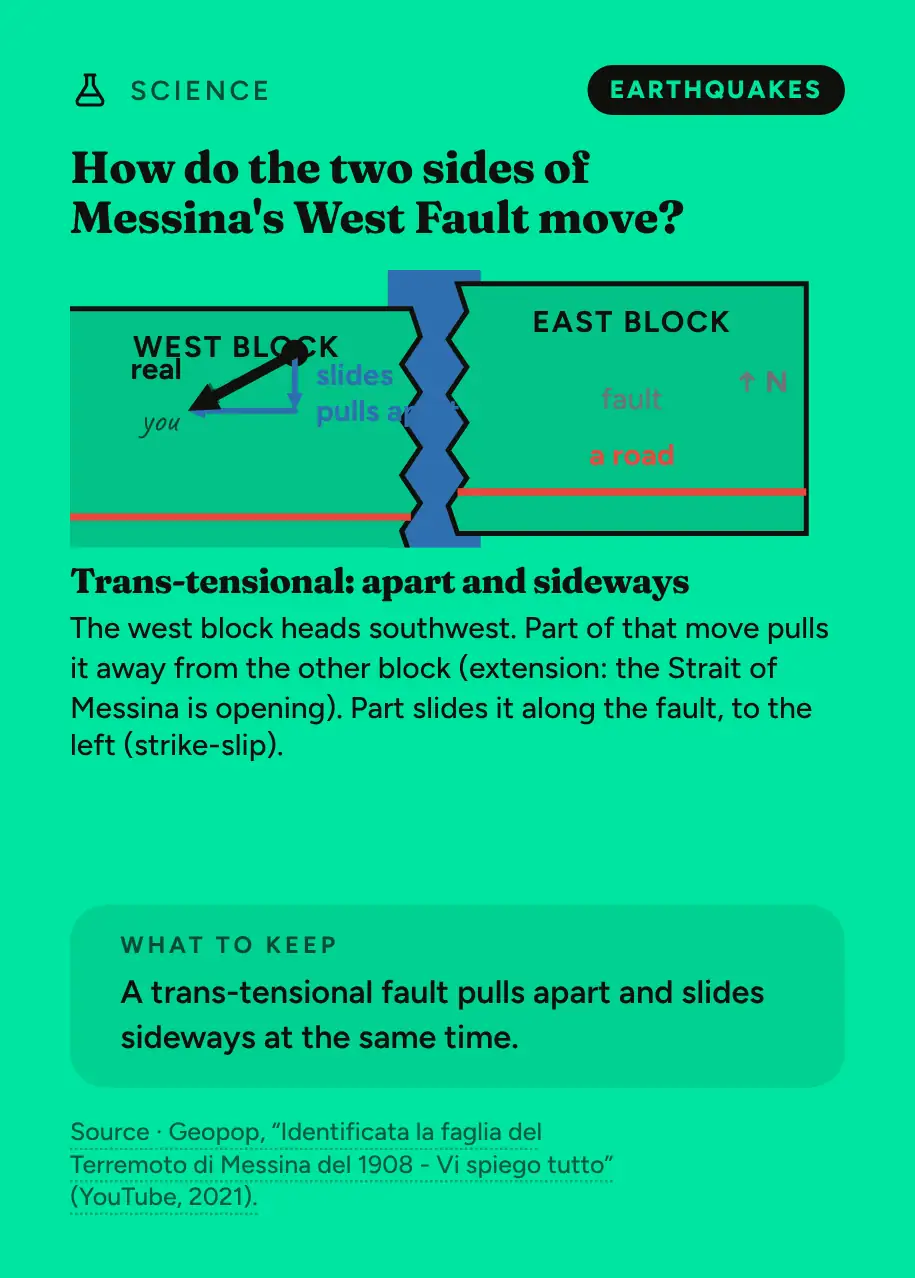 SCIENCE
EARTHQUAKES
How do the two sides of
Messina's West Fault move?
WEST BLOCK
EAST BLOCK
real
slides
↑ N
fault
pulls
you
a road
Trans-tensional: apart and sideways
The west block heads southwest. Part of that move pulls
it away from the other block (extension: the Strait of
Messina is opening). Part slides it along the fault, to the
left (strike-slip).
WHAT TO KEEP
A trans-tensional fault pulls apart and slides
sideways at the same time.
Source · Geopop, “Identificata la faglia del
Terremoto di Messina del 1908 - Vi spiego tutto”
(YouTube, 2021).